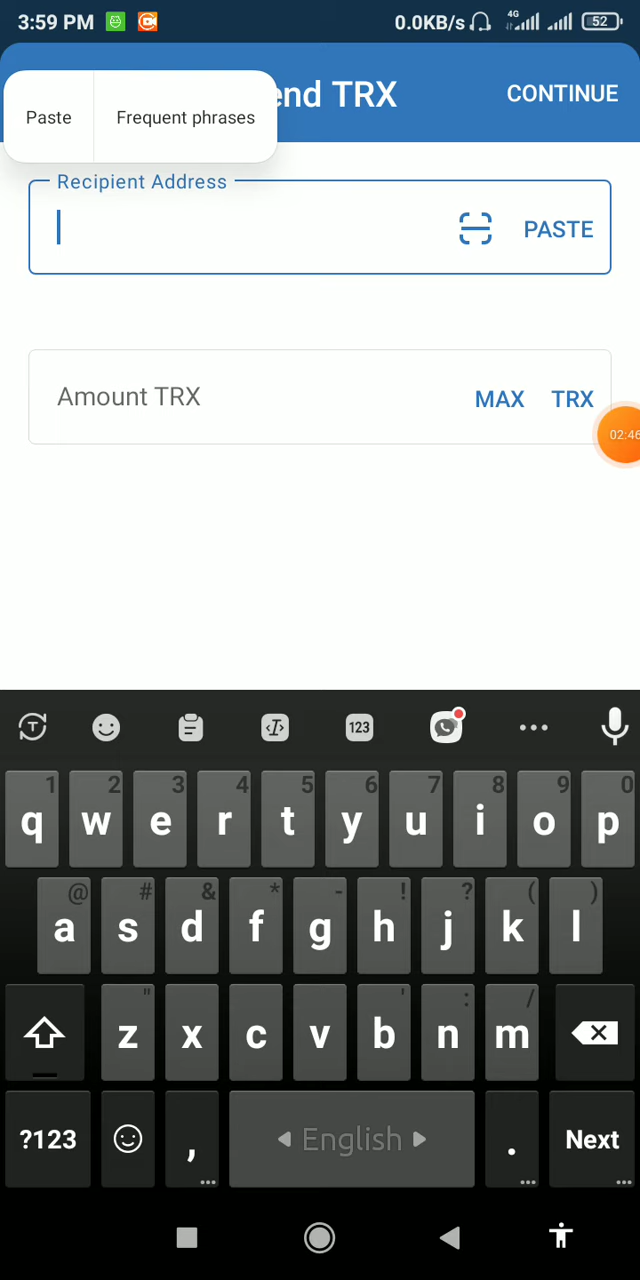 3:59 PM 0.0KB/s 4G 52
Paste Frequent phrases end TRX CONTINUE
Recipient Address
PASTE
Amount TRX MAX TRX
02:46
T 123
1 2 3 4 5 6 7 8 9 0
q w e r t y u i o p
@ # & * - ! ? ( )
a s d f g h j k l
" ' : /
z x c v b n m
?123 , ◀ English ▶ . Next